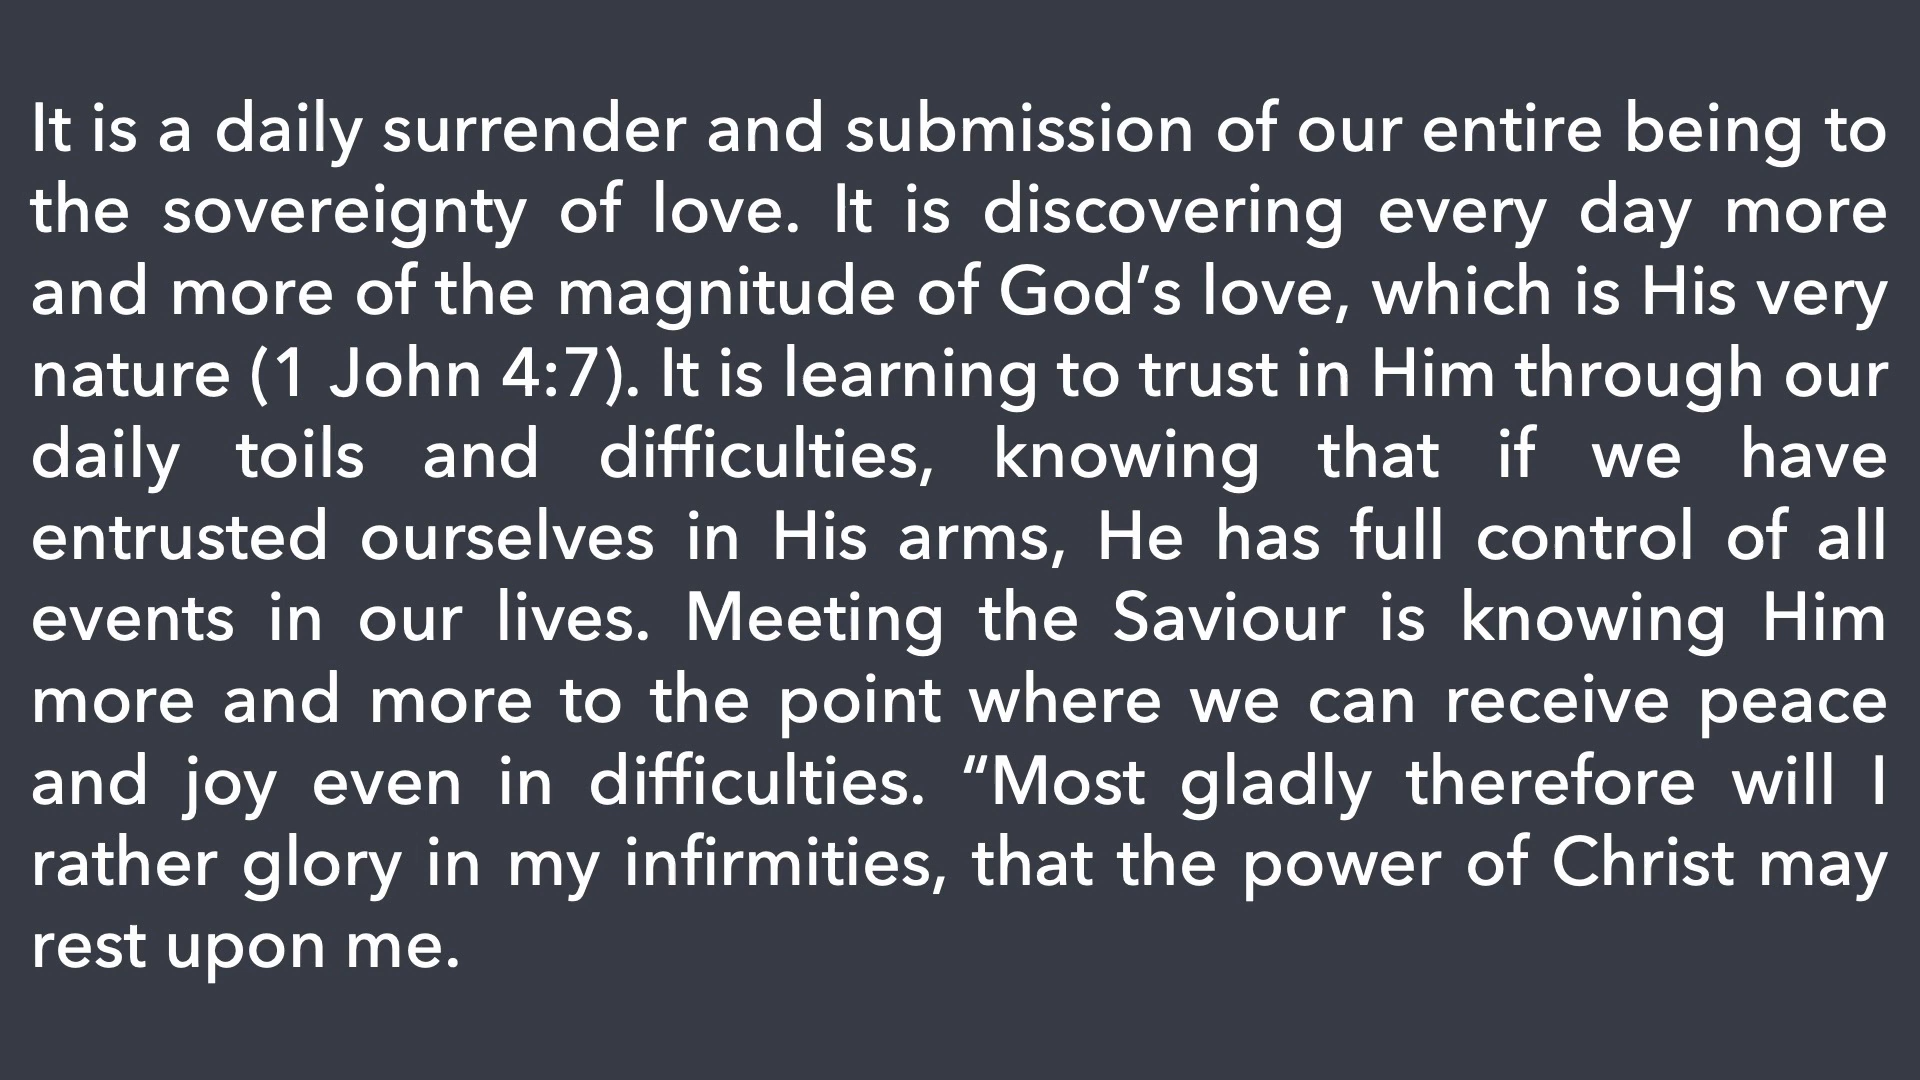 It is a daily surrender and submission of our entire being to
the sovereignty of love. It is discovering every day more
and more of the magnitude of God’s love, which is His very
nature (1 John 4:7). It is learning to trust in Him through our
daily toils and difficulties, knowing that if we have
entrusted ourselves in His arms, He has full control of all
events in our lives. Meeting the Saviour is knowing Him
more and more to the point where we can receive peace
and joy even in difficulties. “Most gladly therefore will I
rather glory in my infirmities, that the power of Christ may
rest upon me.